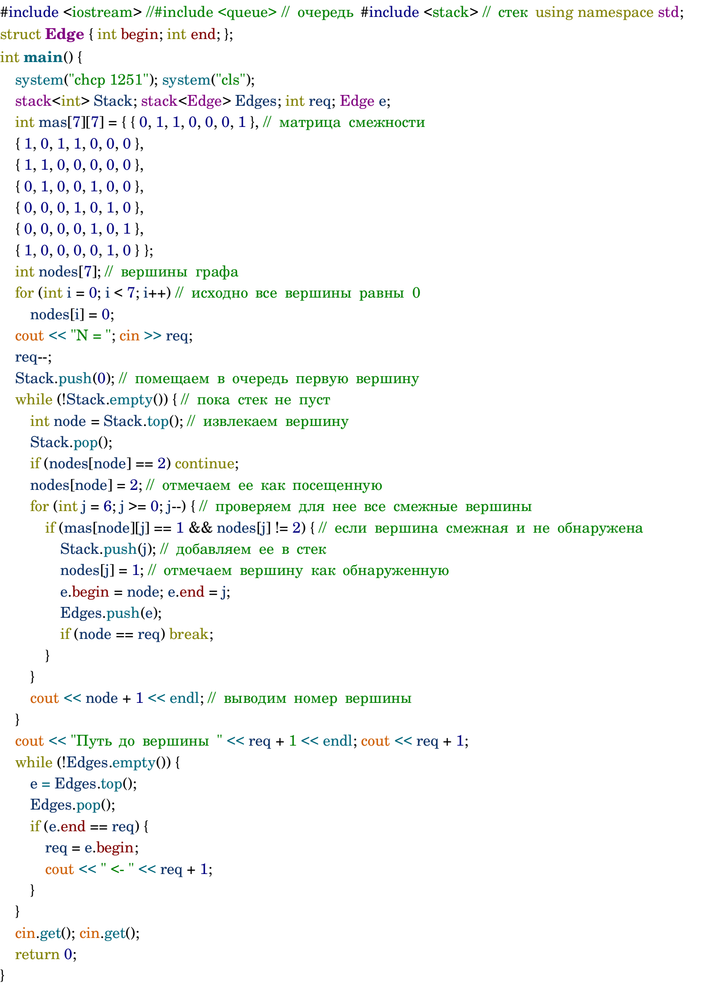 #include <iostream> //#include <queue> // очередь #include <stack> // стек using namespace std;
struct Edge { int begin; int end; };
int main() {
system("chcp 1251"); system("cls");
stack<int> Stack; stack<Edge> Edges; int req; Edge e;
int mas[7][7] = { { 0, 1, 1, 0, 0, 0, 1 }, // матрица смежности
{ 1, 0, 1, 1, 0, 0, 0 },
{ 1, 1, 0, 0, 0, 0, 0 },
{ 0, 1, 0, 0, 1, 0, 0 },
{ 0, 0, 0, 1, 0, 1, 0 },
{ 0, 0, 0, 0, 1, 0, 1 },
{ 1, 0, 0, 0, 0, 1, 0 } };
int nodes[7]; // вершины графа
for (int i = 0; i < 7; i++) // исходно все вершины равны 0
nodes[i] = 0;
cout << "N = "; cin >> req;
req--;
Stack.push(0); // помещаем в очередь первую вершину
while (!Stack.empty()) { // пока стек не пуст
int node = Stack.top(); // извлекаем вершину
Stack.pop();
if (nodes[node] == 2) continue;
nodes[node] = 2; // отмечаем ее как посещенную
for (int j = 6; j >= 0; j--) { // проверяем для нее все смежные вершины
if (mas[node][j] == 1 && nodes[j] != 2) { // если вершина смежная и не обнаружена
Stack.push(j); // добавляем ее в стек
nodes[j] = 1; // отмечаем вершину как обнаруженную
e.begin = node; e.end = j;
Edges.push(e);
if (node == req) break;
}
}
cout << node + 1 << endl; // выводим номер вершины
}
cout << "Путь до вершины " << req + 1 << endl; cout << req + 1;
while (!Edges.empty()) {
e = Edges.top();
Edges.pop();
if (e.end == req) {
req = e.begin;
cout << " <- " << req + 1;
}
}
cin.get(); cin.get();
return 0;
}